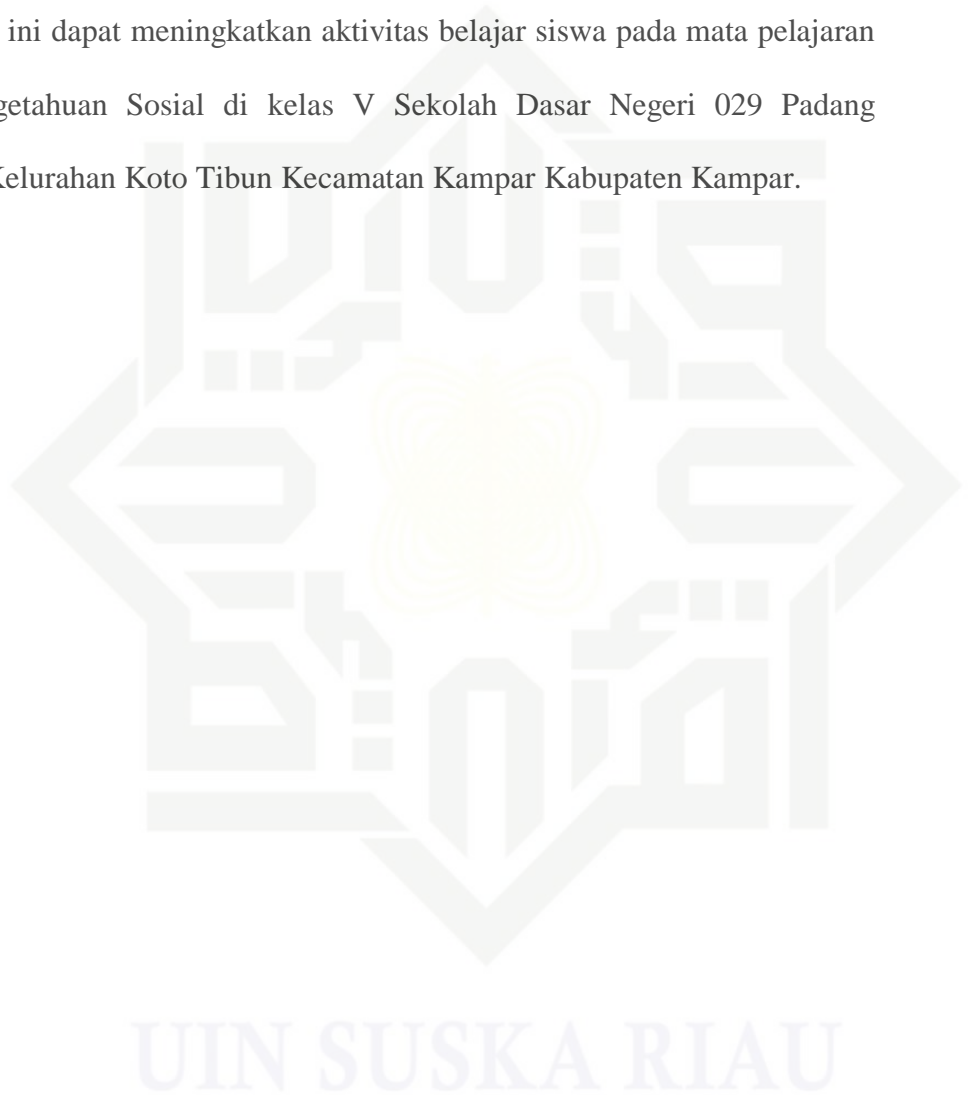 ini dapat meningkatkan aktivitas belajar siswa pada mata pelajaran
getahuan Sosial di kelas V Sekolah Dasar Negeri 029 Padang
Kelurahan Koto Tibun Kecamatan Kampar Kabupaten Kampar.
UIN SUSKA RIAU